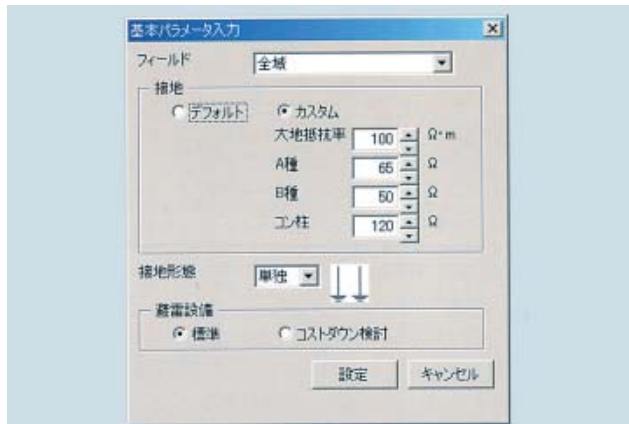 基本パラメータ入力
フィールド 全域
接地
デフォルト カスタム
大地抵抗率 100 Ω・m
A種 65 Ω
B種 50 Ω
コン柱 120 Ω
接地形態 単独
避雷設備
標準 コストダウン検討
設定 キャンセル